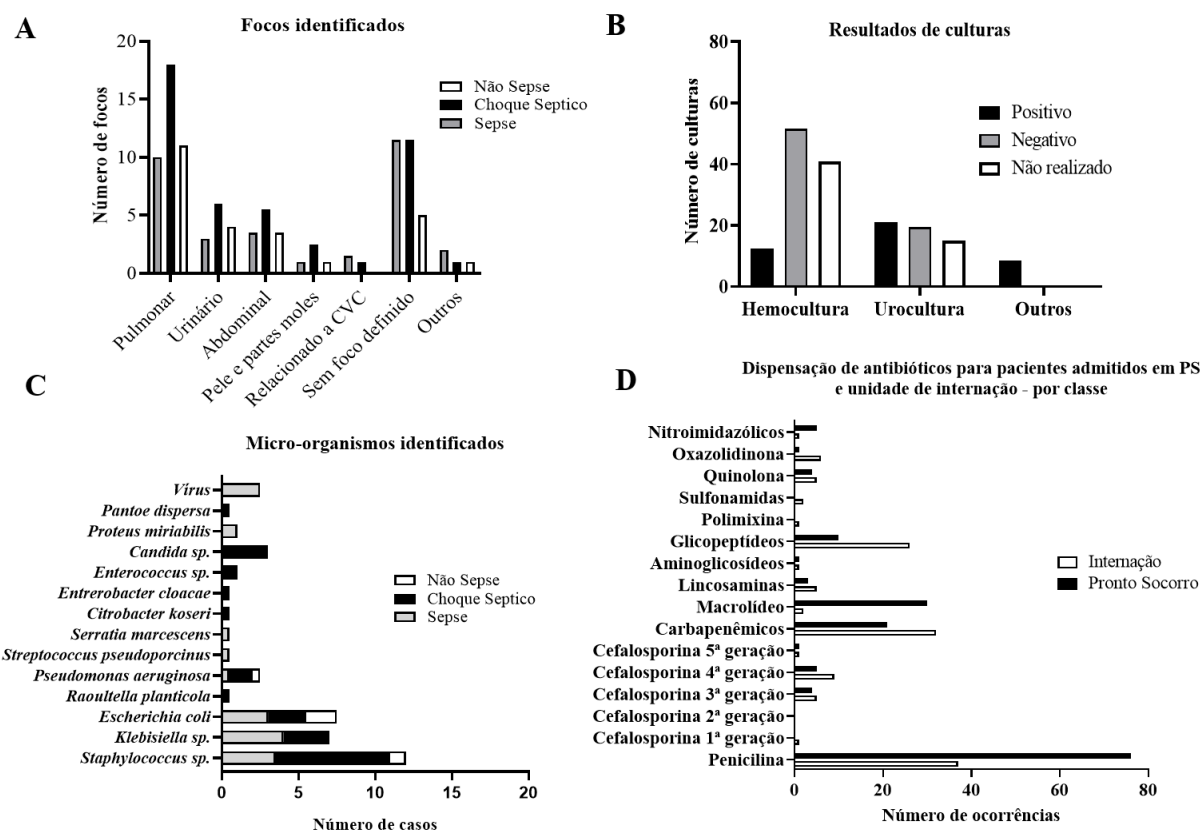 A
Focos identificados
Número de focos
20
15
10
5
0
Não Sepse
Choque Septico
Sepse
Pulmonar
Urinário
Abdominal
Pele e partes moles
Relacionado a CVC
Sem foco definido
Outros
B
Resultados de culturas
Número de culturas
80
60
40
20
0
Positivo
Negativo
Não realizado
Hemocultura
Urocultura
Outros
C
Micro-organismos identificados
Vírus
Pantoe dispersa
Proteus miriabilis
Candida sp.
Enterococcus sp.
Entrerobacter cloacae
Citrobacter koseri
Serratia marcescens
Streptococcus pseudoporcinus
Pseudomonas aeruginosa
Raoultella planticola
Escherichia coli
Klebisiella sp.
Staphylococcus sp.
Não Sepse
Choque Septico
Sepse
0 5 10 15 20
Número de casos
D
Dispensação de antibióticos para pacientes admitidos em PS
e unidade de internação - por classe
Nitroimidazólicos
Oxazolidinona
Quinolona
Sulfonamidas
Polimixina
Glicopeptídeos
Aminoglicosídeos
Lincosaminas
Macrolídeo
Carbapenêmicos
Cefalosporina 5ª geração
Cefalosporina 4ª geração
Cefalosporina 3ª geração
Cefalosporina 2ª geração
Cefalosporina 1ª geração
Penicilina
Internação
Pronto Socorro
0 20 40 60 80
Número de ocorrências